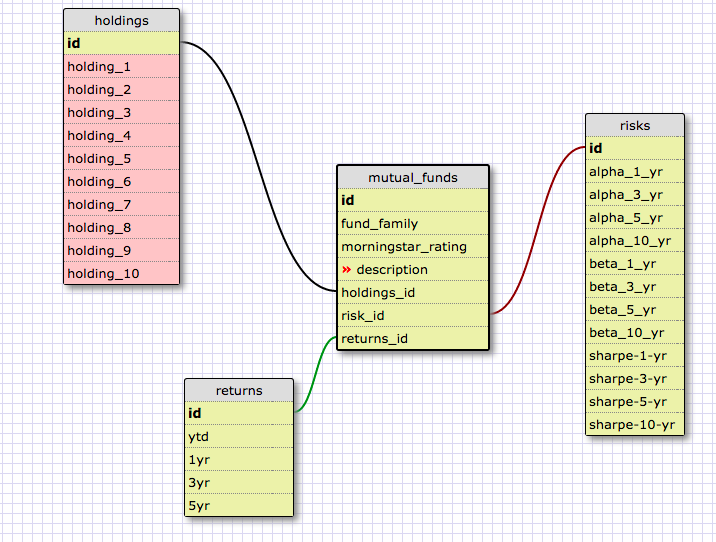 holdings
id
holding_1
holding_2
holding_3
holding_4
holding_5
holding_6
holding_7
holding_8
holding_9
holding_10
mutual_funds
id
fund_family
morningstar_rating
» description
holdings_id
risk_id
returns_id
risks
id
alpha_1_yr
alpha_3_yr
alpha_5_yr
alpha_10_yr
beta_1_yr
beta_3_yr
beta_5_yr
beta_10_yr
sharpe-1-yr
sharpe-3-yr
sharpe-5-yr
sharpe-10-yr
returns
id
ytd
1yr
3yr
5yr